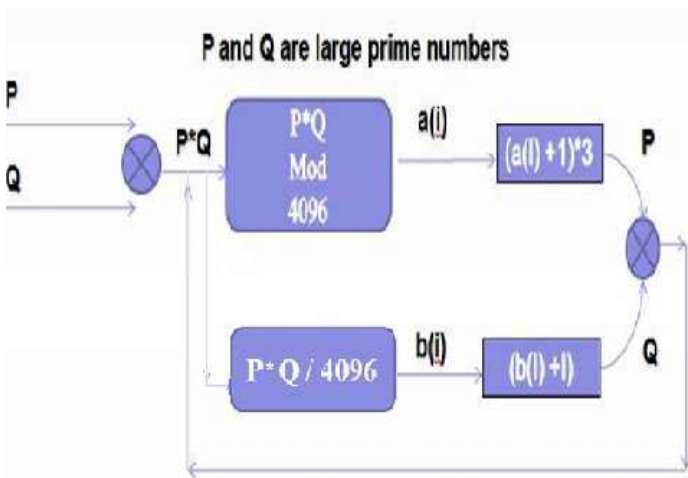 P and Q are large prime numbers
P
Q
P*Q
P*Q
Mod
4096
a(i)
(a(I) +1)*3
P
P* Q / 4096
b(i)
(b(I) +I)
Q